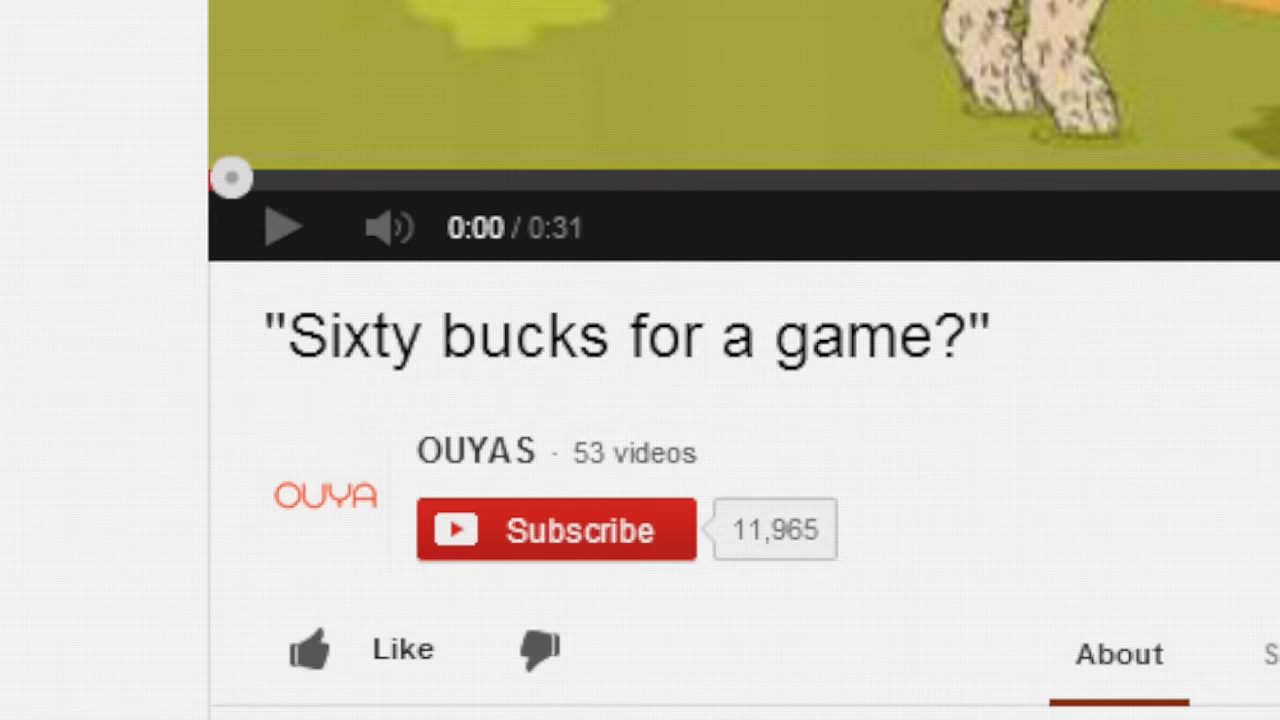 0:00 / 0:31
"Sixty bucks for a game?"
OUYAS · 53 videos
OUYA
Subscribe 11,965
Like
About S